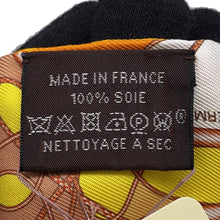 MADE IN FRANCE
100% SOIE
NETTOYAGE A SEC